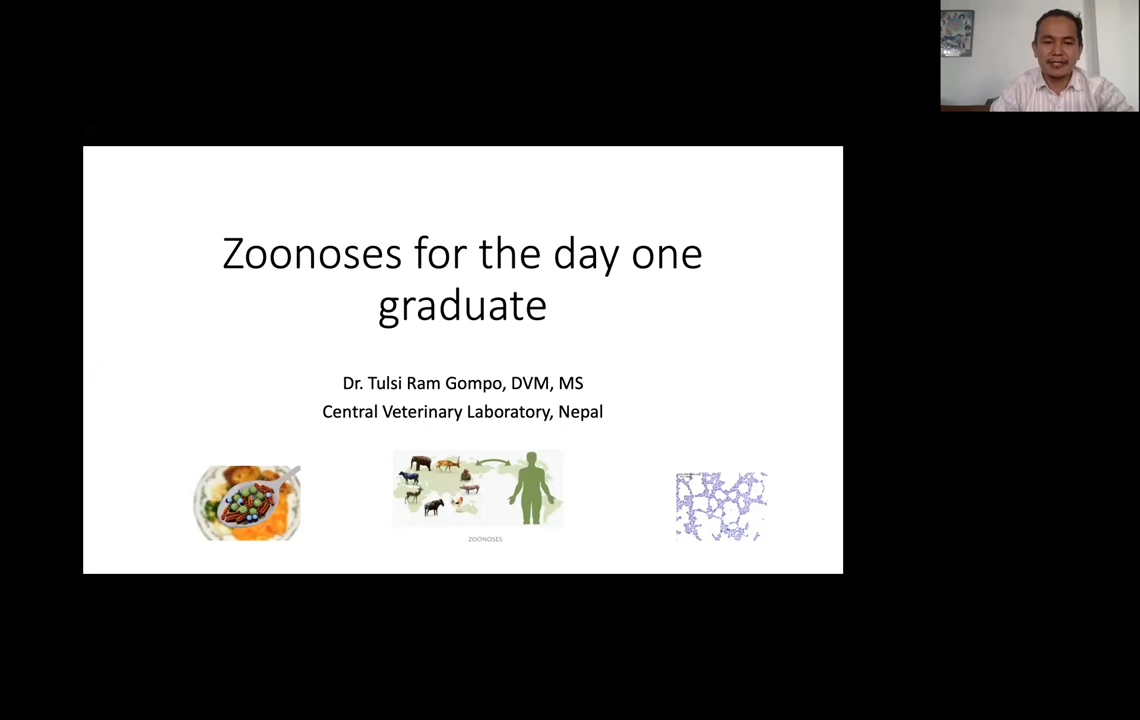 Zoonoses for the day one
graduate
Dr. Tulsi Ram Gompo, DVM, MS
Central Veterinary Laboratory, Nepal
ZOONOSES